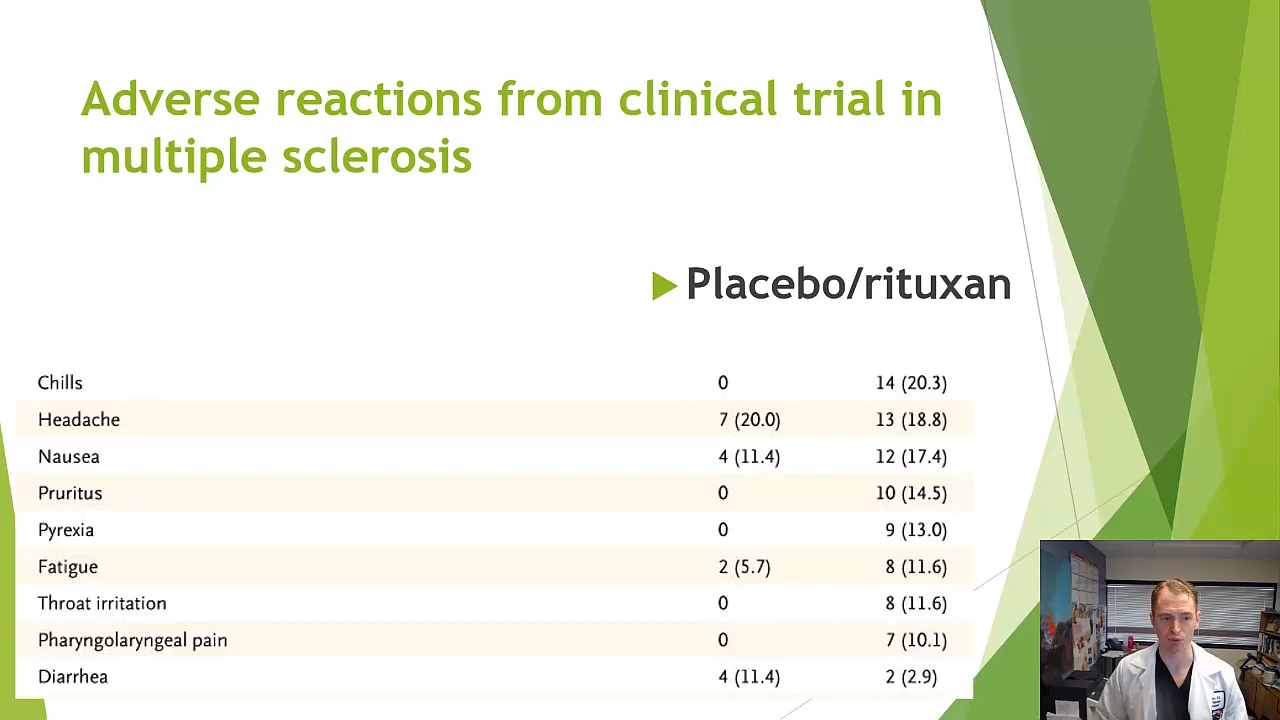 Adverse reactions from clinical trial in
multiple sclerosis
Placebo/rituxan
Chills 0 14 (20.3)
Headache 7 (20.0) 13 (18.8)
Nausea 4 (11.4) 12 (17.4)
Pruritus 0 10 (14.5)
Pyrexia 0 9 (13.0)
Fatigue 2 (5.7) 8 (11.6)
Throat irritation 0 8 (11.6)
Pharyngolaryngeal pain 0 7 (10.1)
Diarrhea 4 (11.4) 2 (2.9)